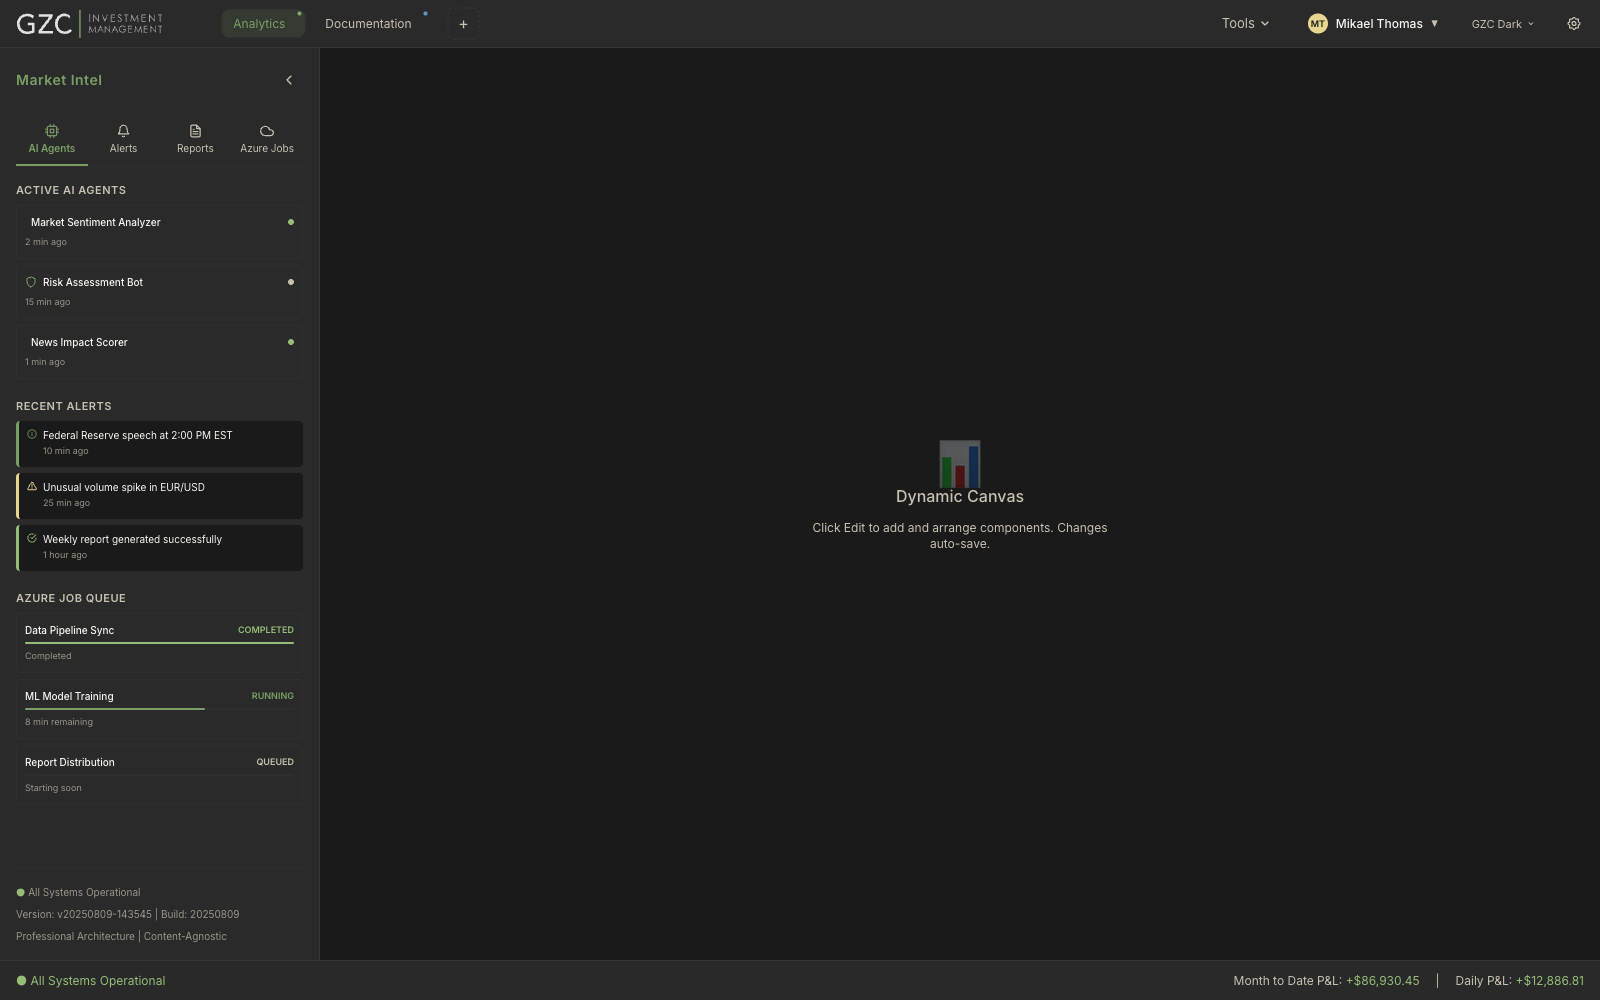 GZC INVESTMENT MANAGEMENT
Analytics
Documentation
+
Tools
MT Mikael Thomas
GZC Dark
Market Intel
AI Agents
Alerts
Reports
Azure Jobs
ACTIVE AI AGENTS
Market Sentiment Analyzer
2 min ago
Risk Assessment Bot
15 min ago
News Impact Scorer
1 min ago
RECENT ALERTS
Federal Reserve speech at 2:00 PM EST
10 min ago
Unusual volume spike in EUR/USD
25 min ago
Weekly report generated successfully
1 hour ago
AZURE JOB QUEUE
Data Pipeline Sync COMPLETED
Completed
ML Model Training RUNNING
8 min remaining
Report Distribution QUEUED
Starting soon
All Systems Operational
Version: v20250809-143545 | Build: 20250809
Professional Architecture | Content-Agnostic
Dynamic Canvas
Click Edit to add and arrange components. Changes
auto-save.
All Systems Operational
Month to Date P&L: +$86,930.45 | Daily P&L: +$12,886.81